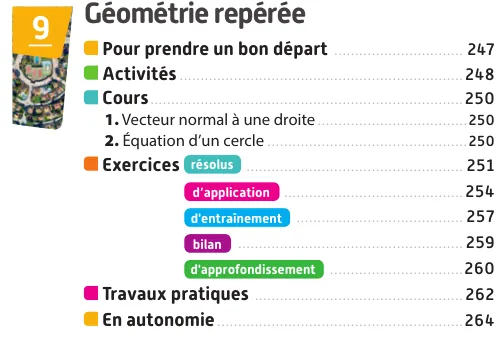 9
Géométrie repérée
Pour prendre un bon départ ........ 247
Activités ........ 248
Cours ........ 250
1. Vecteur normal à une droite ........ 250
2. Équation d’un cercle ........ 250
Exercices résolus ........ 251
d’application ........ 254
d'entraînement ........ 257
bilan ........ 259
d'approfondissement ........ 260
Travaux pratiques ........ 262
En autonomie ........ 264